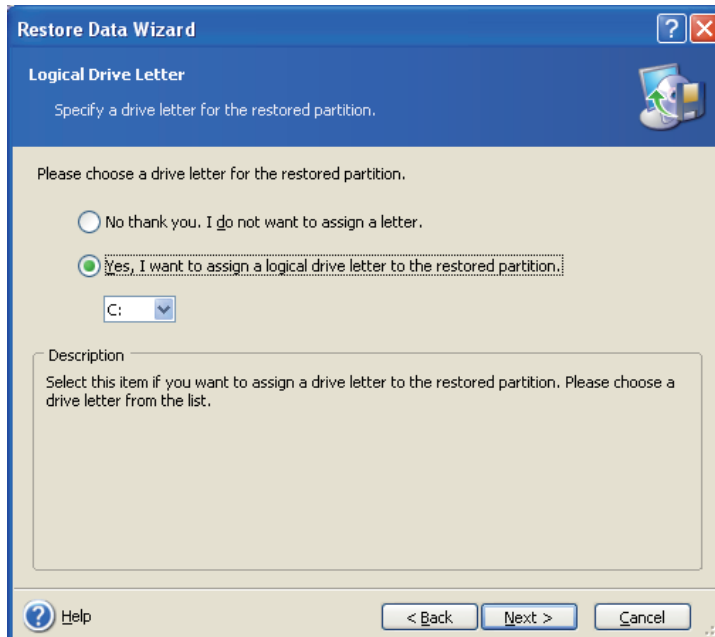 Restore Data Wizard
Logical Drive Letter
Specify a drive letter for the restored partition.
Please choose a drive letter for the restored partition.
No thank you. I do not want to assign a letter.
Yes, I want to assign a logical drive letter to the restored partition.
C:
Description
Select this item if you want to assign a drive letter to the restored partition. Please choose a
drive letter from the list.
Help
< Back
Next >
Cancel